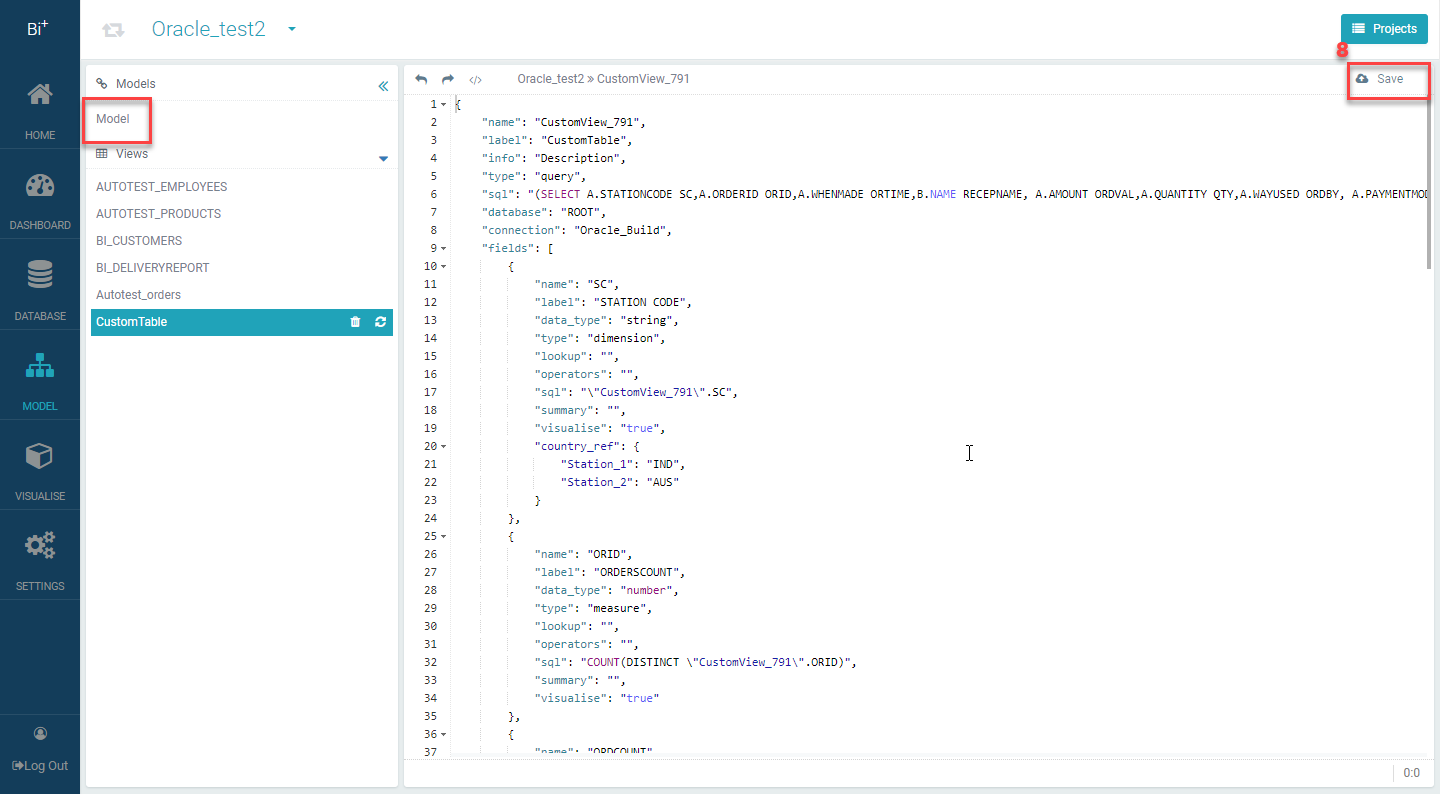 Bi+
Oracle_test2
Projects
8
HOME
DASHBOARD
DATABASE
MODEL
VISUALISE
SETTINGS
Log Out
Models
Model
Views
AUTOTEST_EMPLOYEES
AUTOTEST_PRODUCTS
BI_CUSTOMERS
BI_DELIVERYREPORT
Autotest_orders
CustomTable
</> Oracle_test2 » CustomView_791 Save
1 {
2 "name": "CustomView_791",
3 "label": "CustomTable",
4 "info": "Description",
5 "type": "query",
6 "sql": "(SELECT A.STATIONCODE SC,A.ORDERID ORID,A.WHENMADE ORTIME,B.NAME RECEPNAME, A.AMOUNT ORDVAL,A.QUANTITY QTY,A.WAYUSED ORDBY, A.PAYMENTMOD
7 "database": "ROOT",
8 "connection": "Oracle_Build",
9 "fields": [
10 {
11 "name": "SC",
12 "label": "STATION CODE",
13 "data_type": "string",
14 "type": "dimension",
15 "lookup": "",
16 "operators": "",
17 "sql": "\"CustomView_791\".SC",
18 "summary": "",
19 "visualise": "true",
20 "country_ref": {
21 "Station_1": "IND",
22 "Station_2": "AUS"
23 }
24 },
25 {
26 "name": "ORID",
27 "label": "ORDERSCOUNT",
28 "data_type": "number",
29 "type": "measure",
30 "lookup": "",
31 "operators": "",
32 "sql": "COUNT(DISTINCT \"CustomView_791\".ORID)",
33 "summary": "",
34 "visualise": "true"
35 },
36 {
37 "name": "ORDCOUNT"
0:0